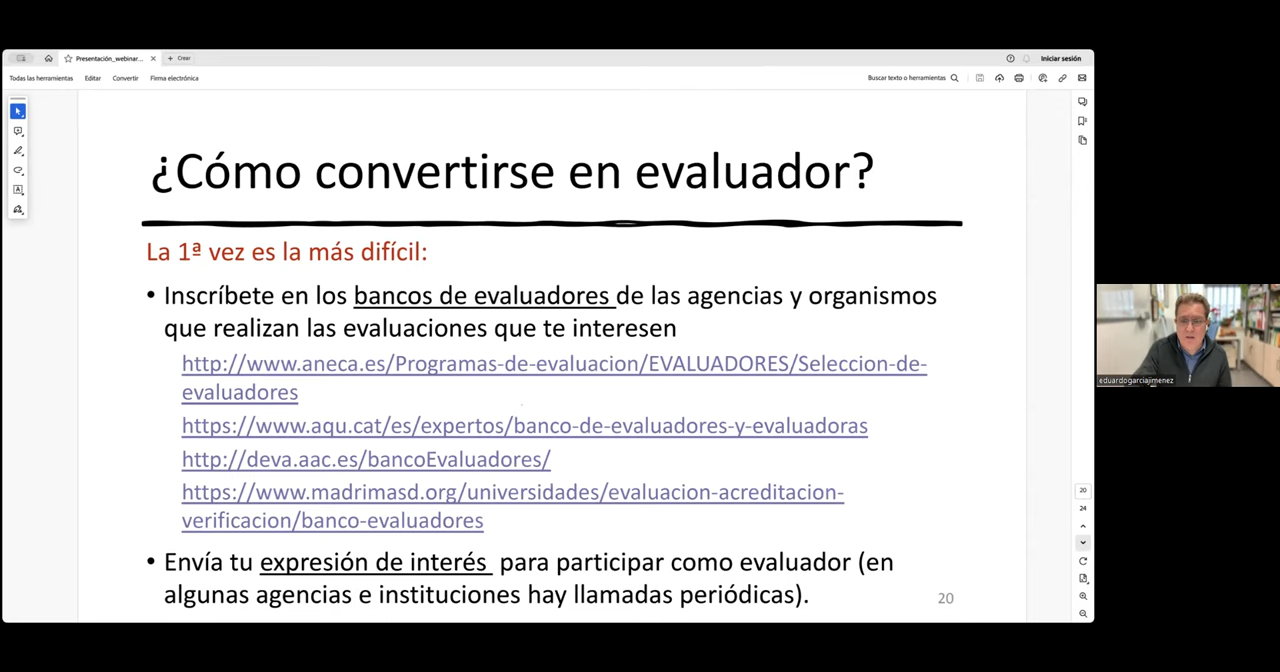 Presentación_webinar...
Crear
Iniciar sesión
Todas las herramientas
Editar
Convertir
Firma electrónica
Buscar texto o herramientas
¿Cómo convertirse en evaluador?
La 1ª vez es la más difícil:
• Inscríbete en los bancos de evaluadores de las agencias y organismos
que realizan las evaluaciones que te interesen
http://www.aneca.es/Programas-de-evaluacion/EVALUADORES/Seleccion-de-
evaluadores
https://www.aqu.cat/es/expertos/banco-de-evaluadores-y-evaluadoras
http://deva.aac.es/bancoEvaluadores/
https://www.madrimasd.org/universidades/evaluacion-acreditacion-
verificacion/banco-evaluadores
• Envía tu expresión de interés para participar como evaluador (en
algunas agencias e instituciones hay llamadas periódicas).
20
20
24
eduardogarciajimenez